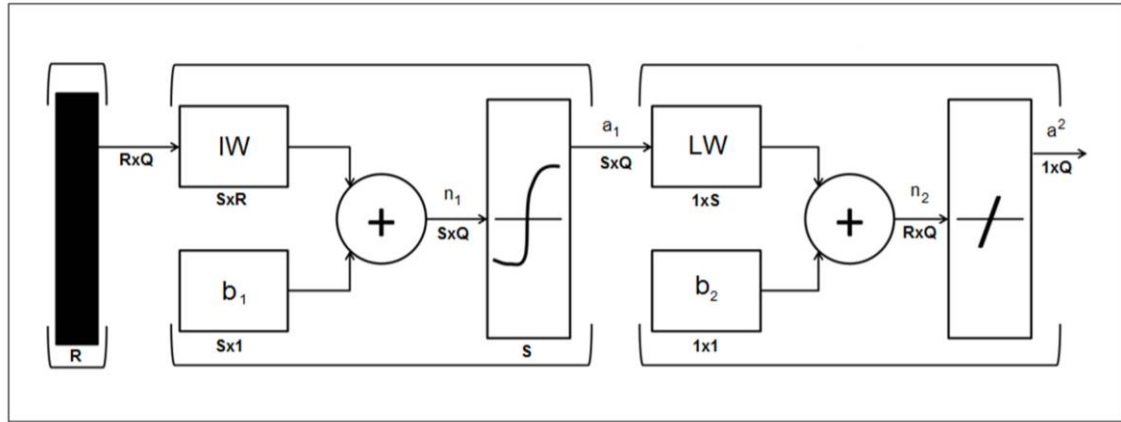 R
RxQ
IW
SxR
b1
Sx1
+
n1
SxQ
S
a1
SxQ
LW
1xS
b2
1x1
+
n2
RxQ
a²
1xQ